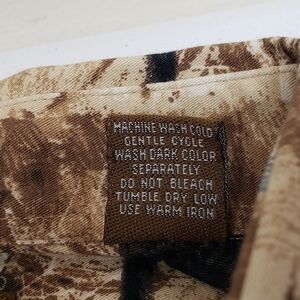 MACHINE WASH COLD
GENTLE CYCLE
WASH DARK COLOR
SEPARATELY
DO NOT BLEACH
TUMBLE DRY LOW
USE WARM IRON